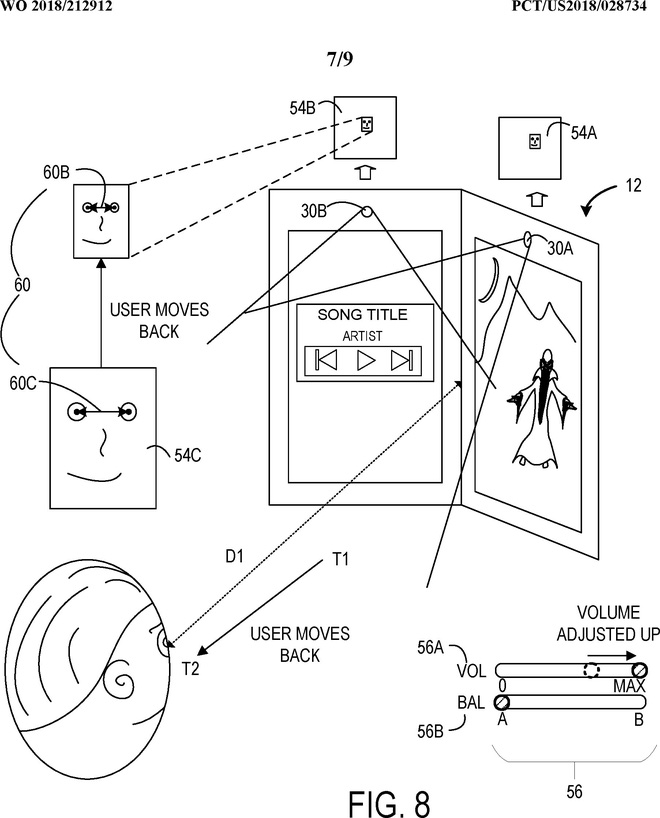 WO 2018/212912
PCT/US2018/028734
7/9
54B
54A
60B
30B
12
30A
60
USER MOVES
BACK
SONG TITLE
ARTIST
60C
54C
D1
T1
USER MOVES
BACK
T2
VOLUME
ADJUSTED UP
56A
VOL
0
MAX
BAL
56B
A
B
56
FIG. 8